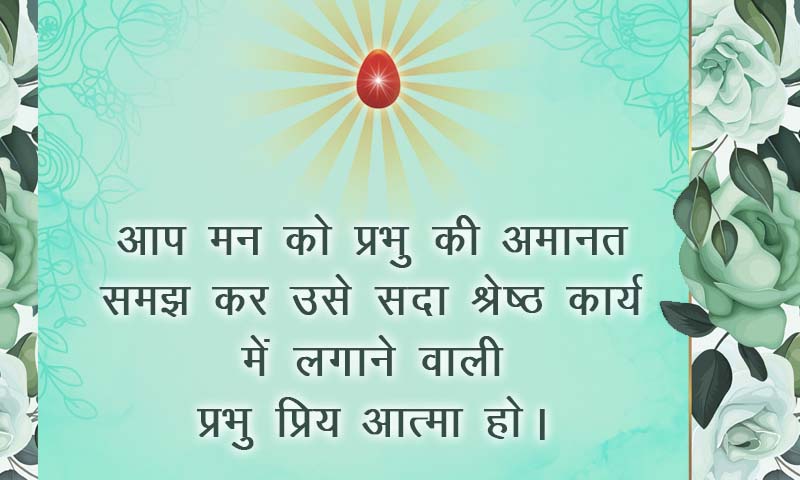 आप मन को प्रभु की अमानत
समझ कर उसे सदा श्रेष्ठ कार्य
में लगाने वाली
प्रभु प्रिय आत्मा हो।